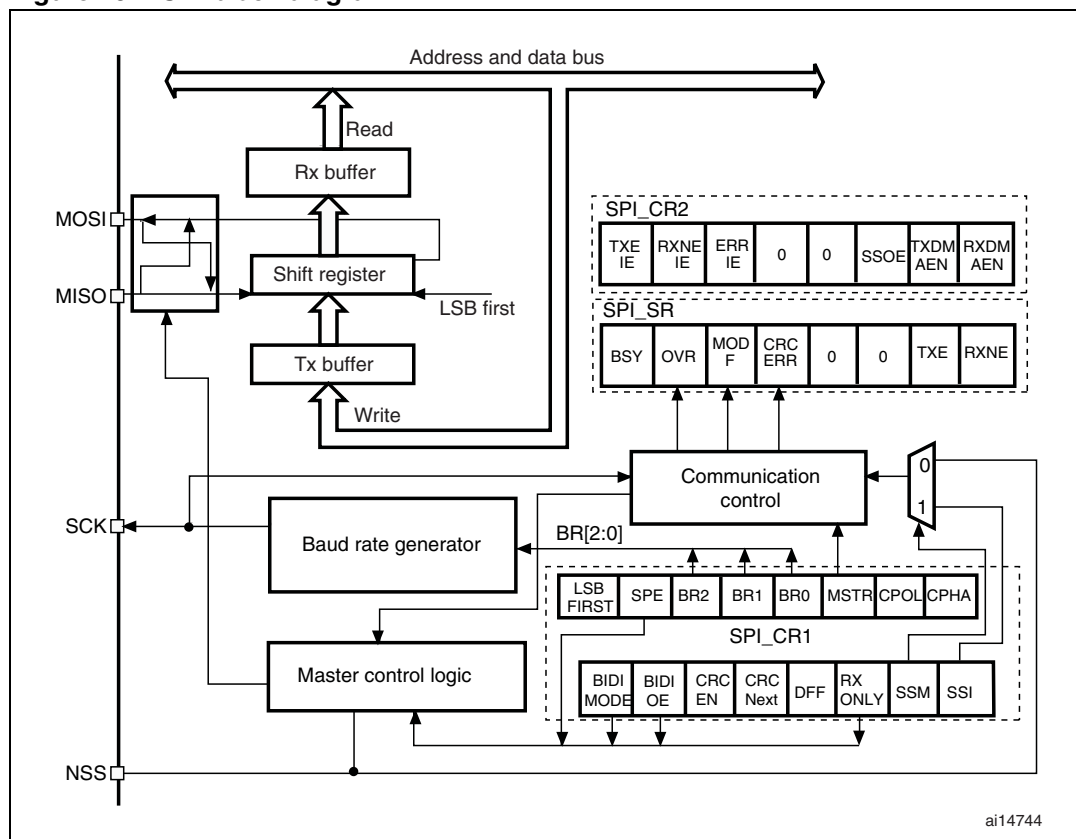 Address and data bus
Read
Rx buffer
MOSI
SPI_CR2
TXE IE RXNE IE ERR IE 0 0 SSOE TXDM AEN RXDM AEN
Shift register
MISO
LSB first
SPI_SR
BSY OVR MOD F CRC ERR 0 0 TXE RXNE
Tx buffer
Write
Communication control
0
1
SCK
Baud rate generator
BR[2:0]
LSB FIRST SPE BR2 BR1 BR0 MSTR CPOL CPHA
SPI_CR1
Master control logic
BIDI MODE BIDI OE CRC EN CRC Next DFF RX ONLY SSM SSI
NSS
ai14744